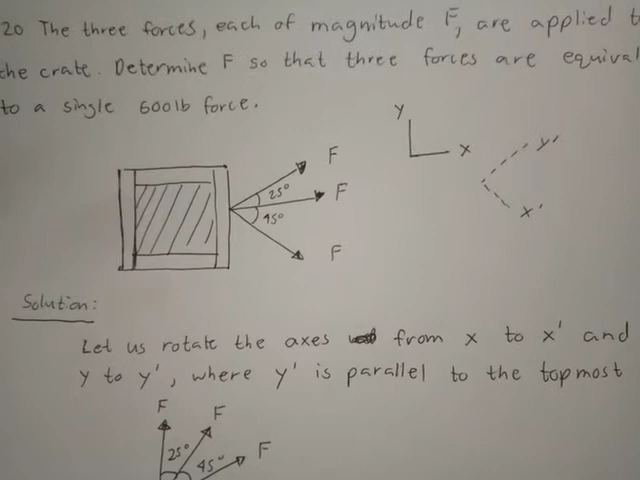 20 The three forces, each of magnitude F, are applied t
the crate. Determine F so that three forces are equival
to a single 600lb force.
y
x
y'
x'
F
25°
F
45°
F
Solution:
Let us rotate the axes from x to x' and
y to y', where y' is parallel to the topmost
F
F
25°
45°
F